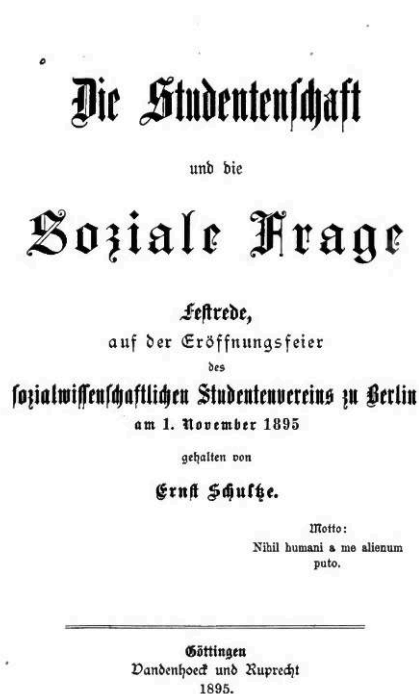 Die Studentenschaft
und die
Soziale Frage
Festrede,
auf der Eröffnungsfeier
des
sozialwissenschaftlichen Studentenvereins zu Berlin
am 1. November 1895
gehalten von
Ernst Schultze.
Motto:
Nihil humani a me alienum
puto.
Göttingen
Vandenhoeck und Ruprecht
1895.